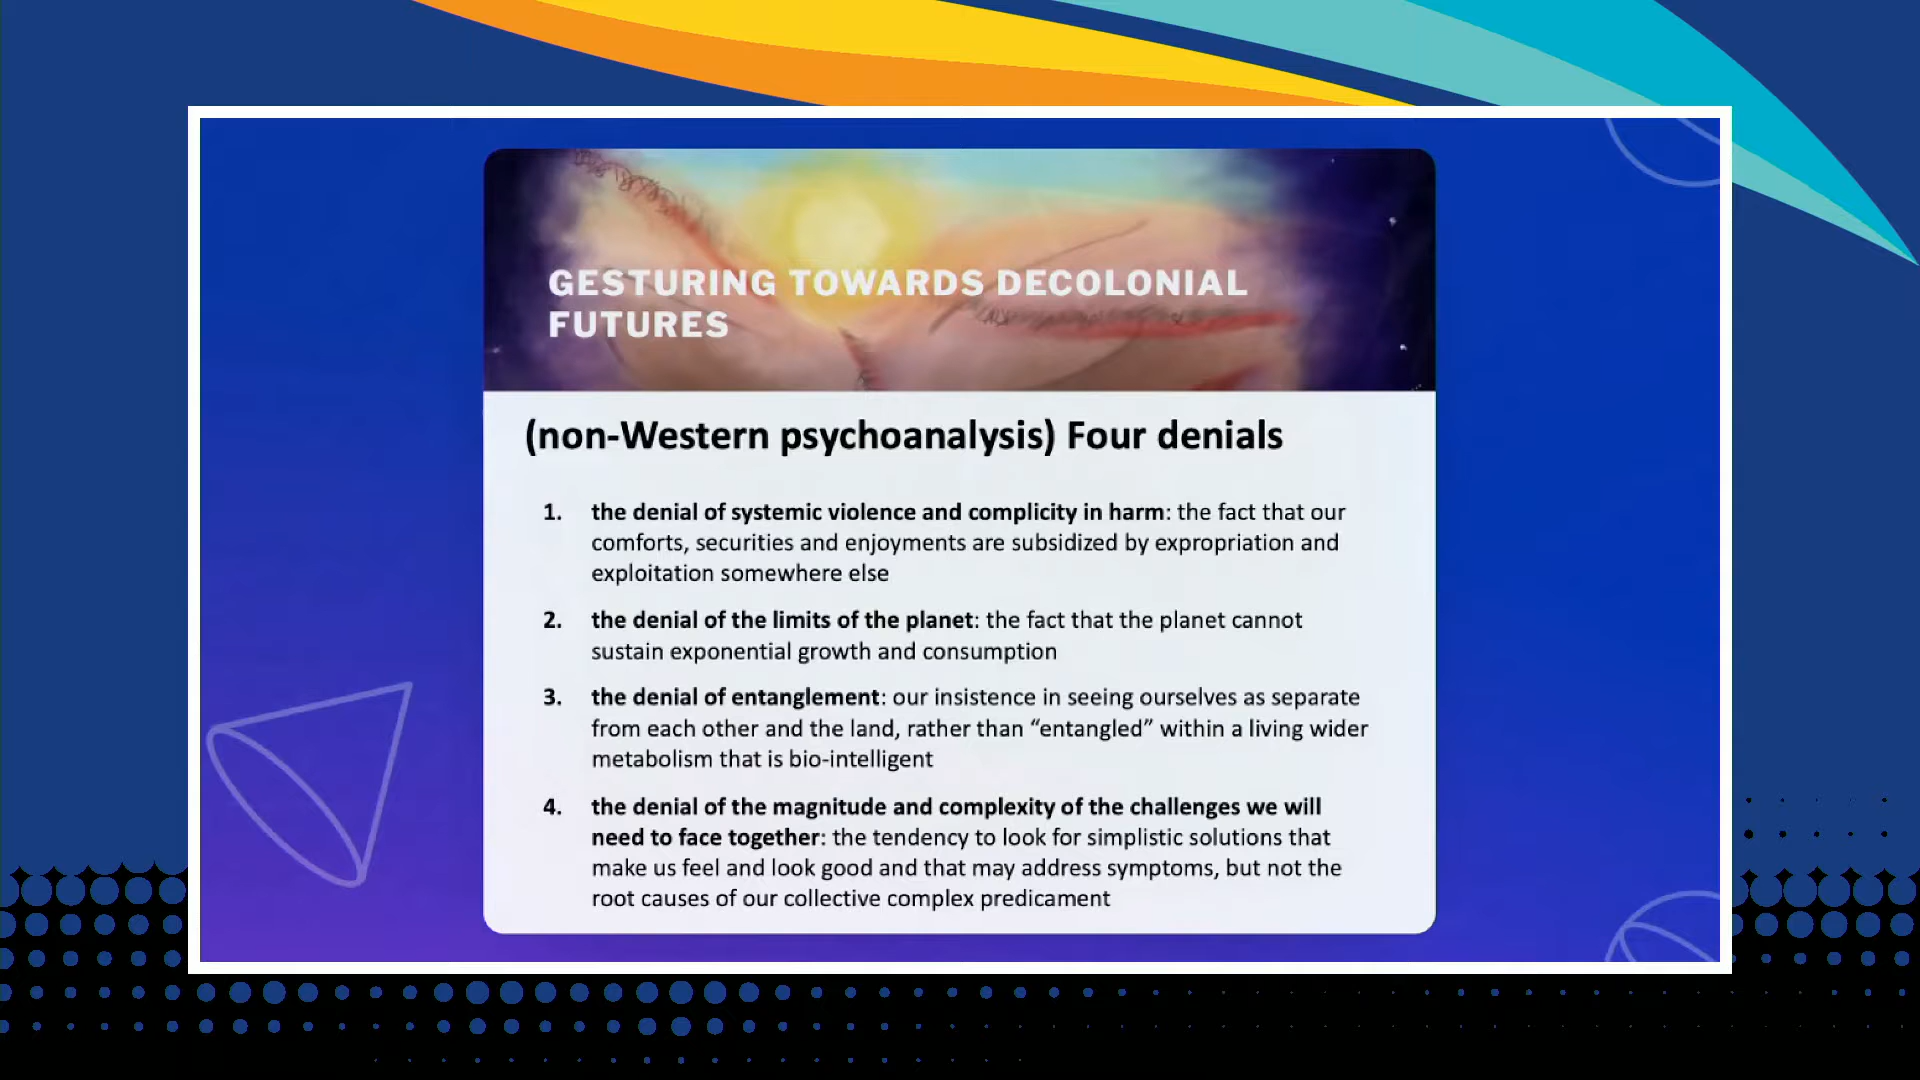 GESTURING TOWARDS DECOLONIAL
FUTURES
(non-Western psychoanalysis) Four denials
1. the denial of systemic violence and complicity in harm: the fact that our
comforts, securities and enjoyments are subsidized by expropriation and
exploitation somewhere else
2. the denial of the limits of the planet: the fact that the planet cannot
sustain exponential growth and consumption
3. the denial of entanglement: our insistence in seeing ourselves as separate
from each other and the land, rather than “entangled” within a living wider
metabolism that is bio-intelligent
4. the denial of the magnitude and complexity of the challenges we will
need to face together: the tendency to look for simplistic solutions that
make us feel and look good and that may address symptoms, but not the
root causes of our collective complex predicament